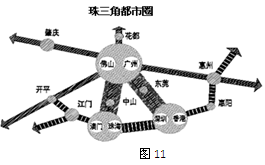 珠三角都市圈
肇庆
花都
佛山 广州
惠州
东莞
开平
江门
中山
惠阳
澳门 珠海
深圳 香港
图 11